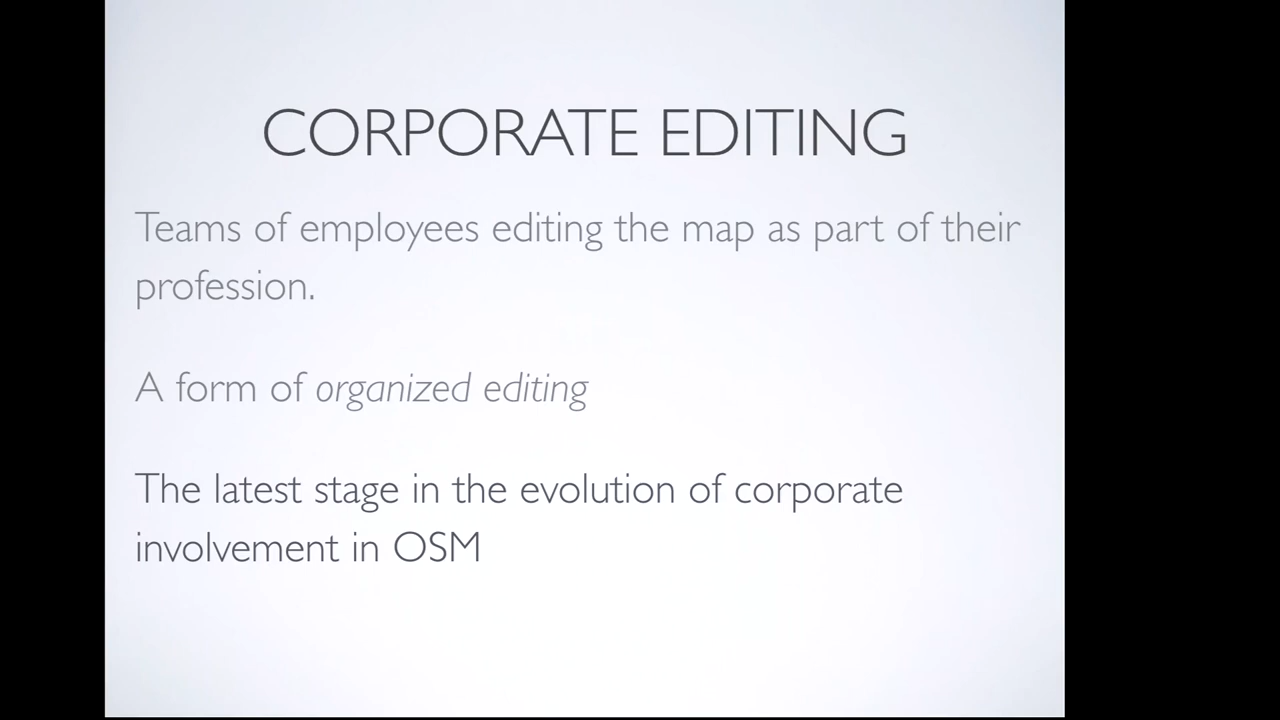 CORPORATE EDITING
Teams of employees editing the map as part of their
profession.
A form of organized editing
The latest stage in the evolution of corporate
involvement in OSM